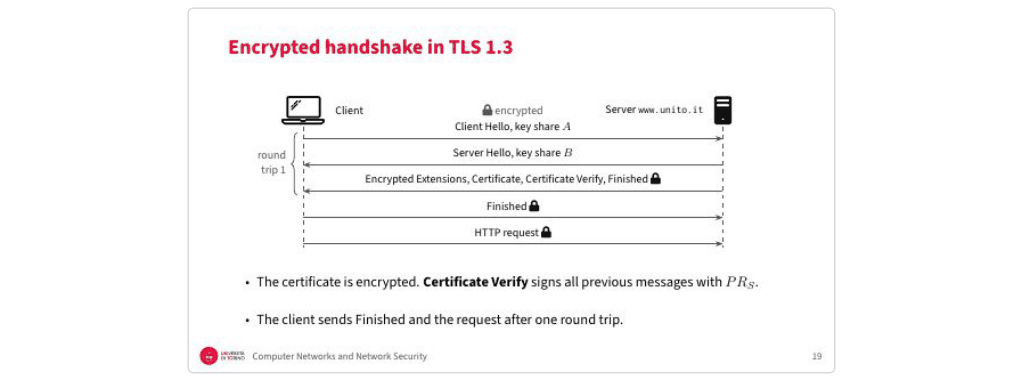 Encrypted handshake in TLS 1.3
Client
encrypted
Server www.unito.it
Client Hello, key share A
round
trip 1
Server Hello, key share B
Encrypted Extensions, Certificate, Certificate Verify, Finished
Finished
HTTP request
• The certificate is encrypted. Certificate Verify signs all previous messages with PR_S.
• The client sends Finished and the request after one round trip.
UNIVERSITÀ
DI TORINO
Computer Networks and Network Security
19